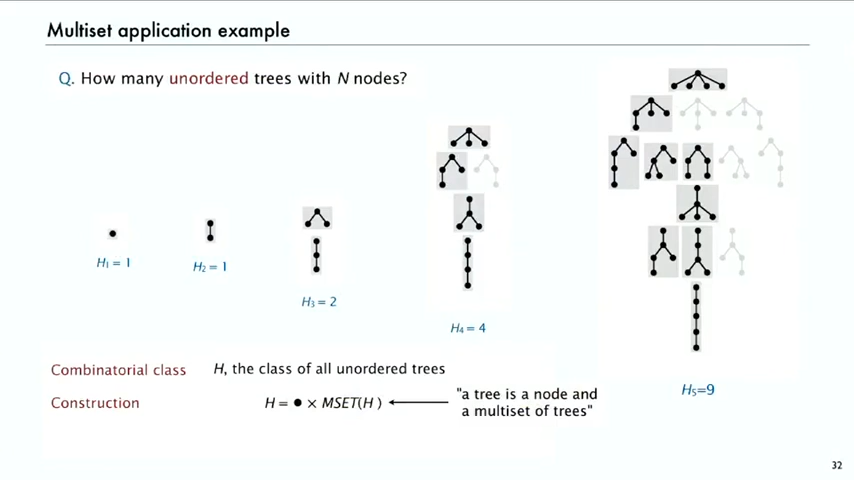 Multiset application example
Q. How many unordered trees with N nodes?
H₁ = 1
H₂ = 1
H₃ = 2
H₄ = 4
H₅=9
Combinatorial class H, the class of all unordered trees
Construction H = ● × MSET(H) "a tree is a node and
a multiset of trees"
32